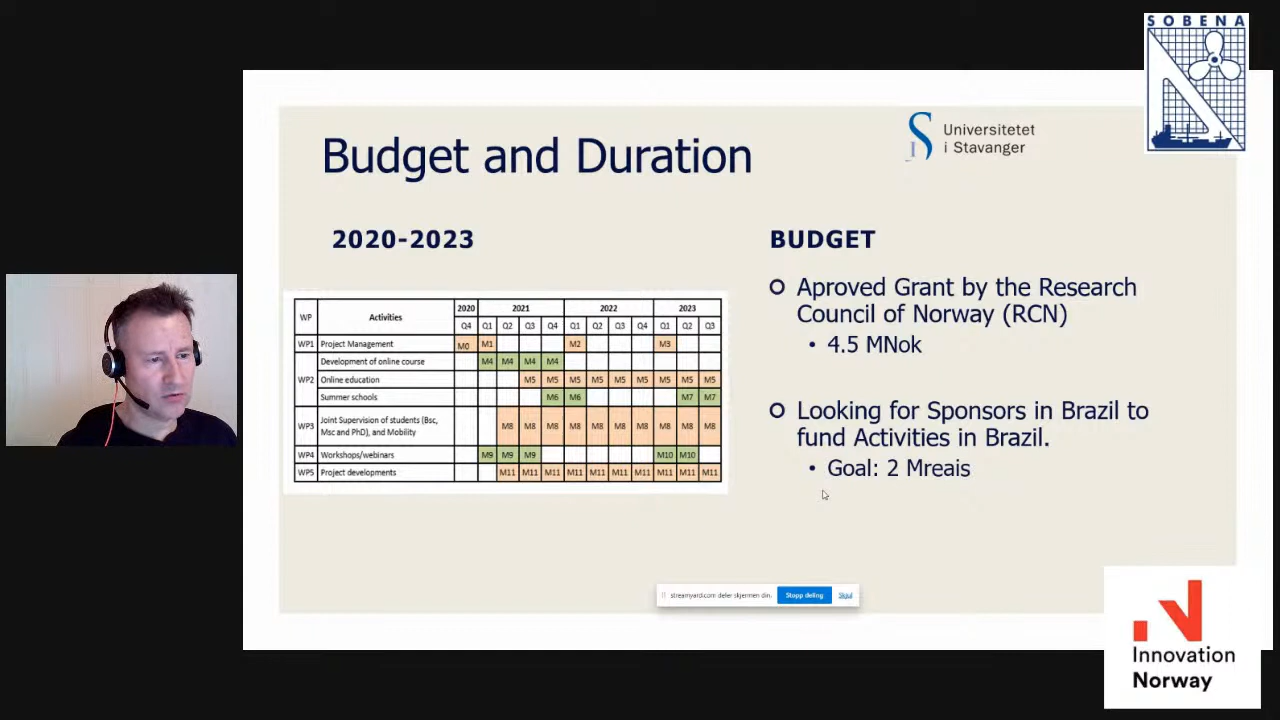 SOBENA
Universitetet
i Stavanger
Budget and Duration
2020-2023
WP Activities 2020 2021 2022 2023
Q4 Q1 Q2 Q3 Q4 Q1 Q2 Q3 Q4 Q1 Q2 Q3
WP1 Project Management M0 M1 M2 M3
WP2 Development of online course M4 M4 M4 M4
Online education M5 M5 M5 M5 M5 M5 M5 M5 M5
Summer schools M6 M6 M7 M7
WP3 Joint Supervision of students (Bsc,
Msc and PhD), and Mobility M8 M8 M8 M8 M8 M8 M8 M8 M8 M8
WP4 Workshops/webinars M9 M9 M9 M10 M10
WP5 Project developments M11 M11 M11 M11 M11 M11 M11 M11 M11 M11
BUDGET
Aproved Grant by the Research
Council of Norway (RCN)
• 4.5 MNok
Looking for Sponsors in Brazil to
fund Activities in Brazil.
• Goal: 2 Mreais
streamyard.com deler skjermen din. Stopp deling Skjul
Innovation
Norway